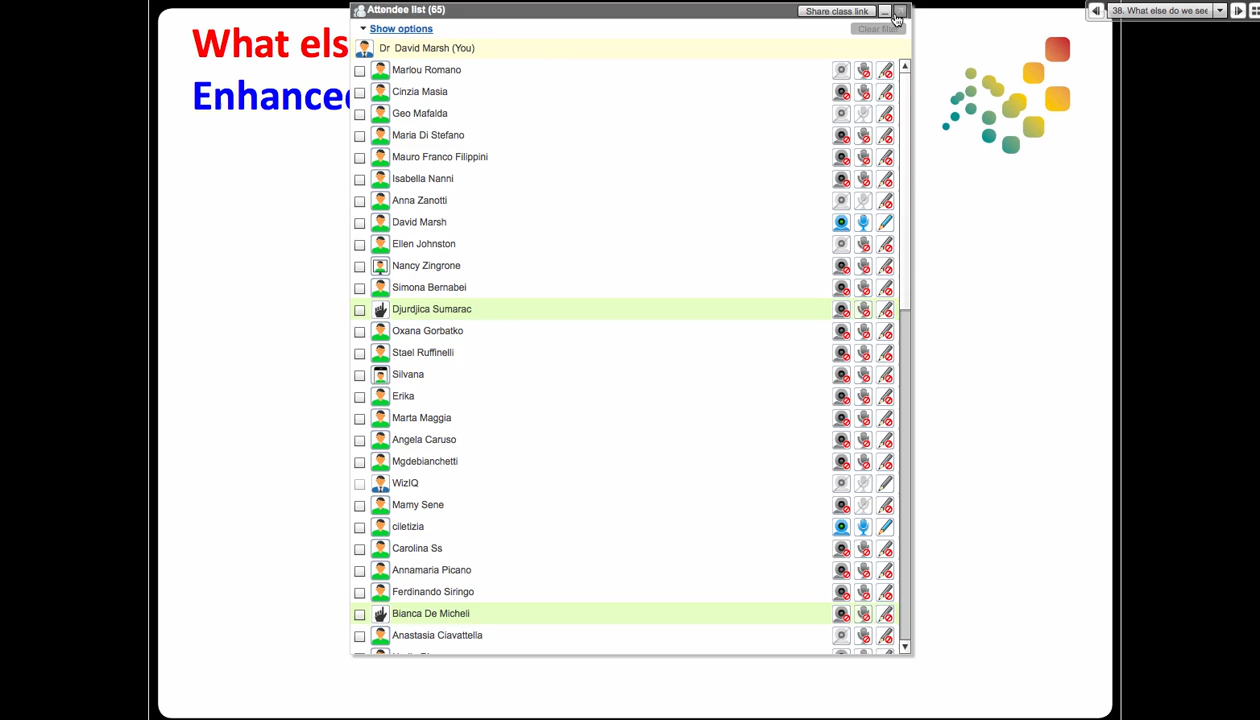 Attendee list (65)
Share class link
38. What else do we see
Show options
Clear filter
What els
Enhanced
Dr David Marsh (You)
Marlou Romano
Cinzia Masia
Geo Mafalda
Maria Di Stefano
Mauro Franco Filippini
Isabella Nanni
Anna Zanotti
David Marsh
Ellen Johnston
Nancy Zingrone
Simona Bernabei
Djurdjica Sumarac
Oxana Gorbatko
Stael Ruffinelli
Silvana
Erika
Marta Maggia
Angela Caruso
Mgdebianchetti
WizIQ
Mamy Sene
ciletizia
Carolina Ss
Annamaria Picano
Ferdinando Siringo
Bianca De Micheli
Anastasia Ciavattella